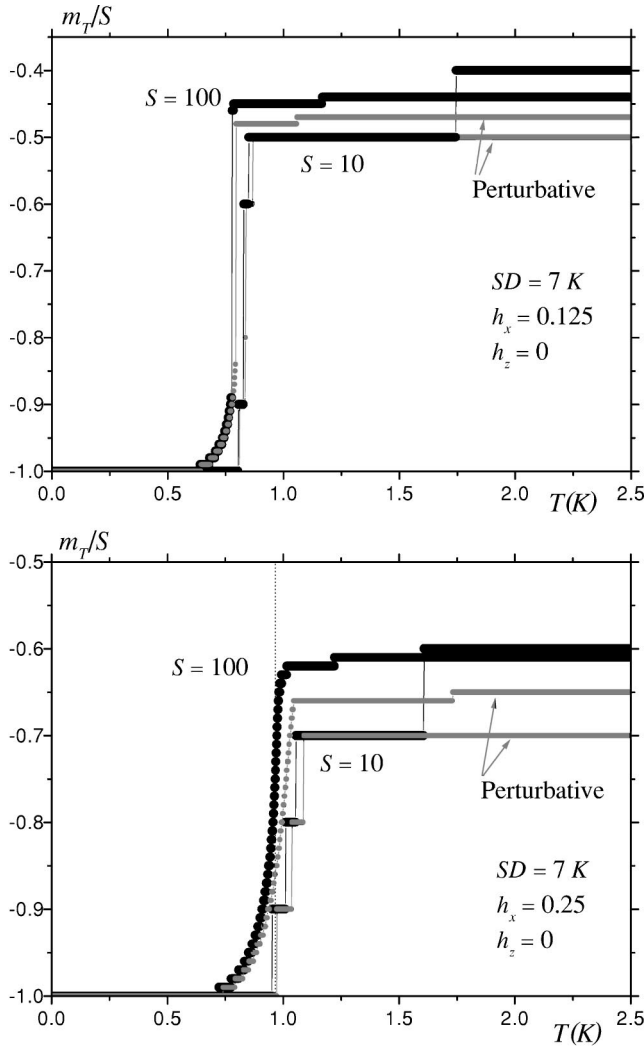 m_T/S
-0.4
S = 100
-0.5
S = 10
Perturbative
-0.6
SD = 7 K
-0.7
h_x = 0.125
h_z = 0
-0.8
-0.9
-1.0
0.0 0.5 1.0 1.5 2.0 2.5
T(K)
m_T/S
-0.5
-0.6
S = 100
-0.7
S = 10
Perturbative
-0.8
SD = 7 K
h_x = 0.25
-0.9
h_z = 0
-1.0
0.0 0.5 1.0 1.5 2.0 2.5
T(K)